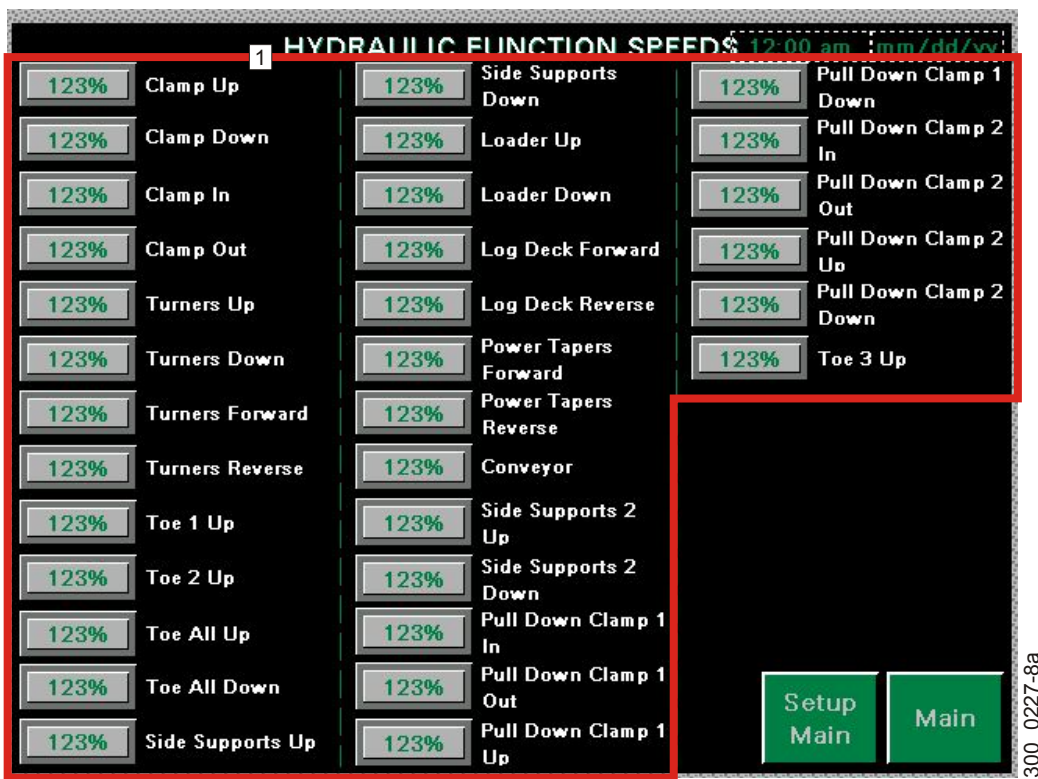 HYDRAULIC FUNCTION SPEEDS
12:00 am
mm/dd/yy
1
123% Clamp Up
123% Clamp Down
123% Clamp In
123% Clamp Out
123% Turners Up
123% Turners Down
123% Turners Forward
123% Turners Reverse
123% Toe 1 Up
123% Toe 2 Up
123% Toe All Up
123% Toe All Down
123% Side Supports Up
123% Side Supports
Down
123% Loader Up
123% Loader Down
123% Log Deck Forward
123% Log Deck Reverse
123% Power Tapers
Forward
123% Power Tapers
Reverse
123% Conveyor
123% Side Supports 2
Up
123% Side Supports 2
Down
123% Pull Down Clamp 1
In
123% Pull Down Clamp 1
Out
123% Pull Down Clamp 1
Up
123% Pull Down Clamp 1
Down
123% Pull Down Clamp 2
In
123% Pull Down Clamp 2
Out
123% Pull Down Clamp 2
Up
123% Pull Down Clamp 2
Down
123% Toe 3 Up
Setup
Main
Main
300_0227-8a